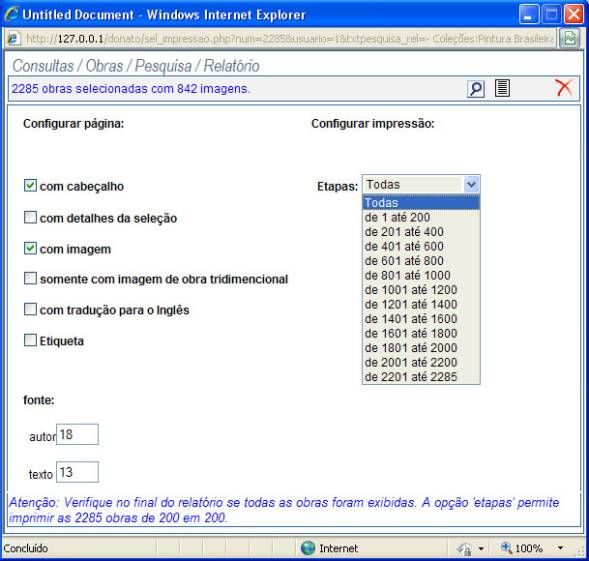 Untitled Document - Windows Internet Explorer
http://127.0.0.1/donato/sel_impressao.php?num=2285&usuario=1&txtpesquisa_rel=- Coleções:Pintura Brasileira
Consultas / Obras / Pesquisa / Relatório
2285 obras selecionadas com 842 imagens.
Configurar página:
Configurar impressão:
com cabeçalho
Etapas: Todas
Todas
com detalhes da seleção
de 1 até 200
de 201 até 400
com imagem
de 401 até 600
de 601 até 800
somente com imagem de obra tridimencional
de 801 até 1000
de 1001 até 1200
com tradução para o Inglês
de 1201 até 1400
de 1401 até 1600
Etiqueta
de 1601 até 1800
de 1801 até 2000
de 2001 até 2200
de 2201 até 2285
fonte:
autor 18
texto 13
Atenção: Verifique no final do relatório se todas as obras foram exibidas. A opção 'etapas' permite
imprimir as 2285 obras de 200 em 200.
Concluído
Internet
100%